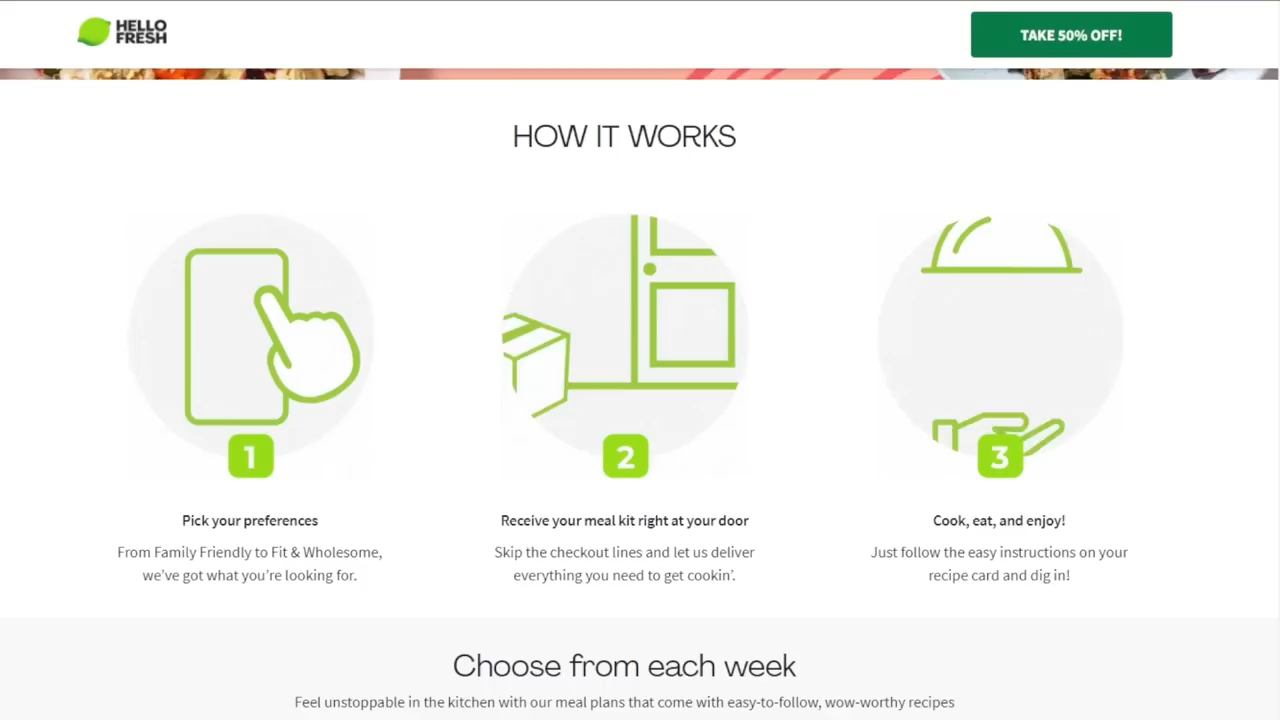 HELLO
FRESH
TAKE 50% OFF!
HOW IT WORKS
1
2
3
Pick your preferences
Receive your meal kit right at your door
Cook, eat, and enjoy!
From Family Friendly to Fit & Wholesome,
we’ve got what you’re looking for.
Skip the checkout lines and let us deliver
everything you need to get cookin’.
Just follow the easy instructions on your
recipe card and dig in!
Choose from each week
Feel unstoppable in the kitchen with our meal plans that come with easy-to-follow, wow-worthy recipes